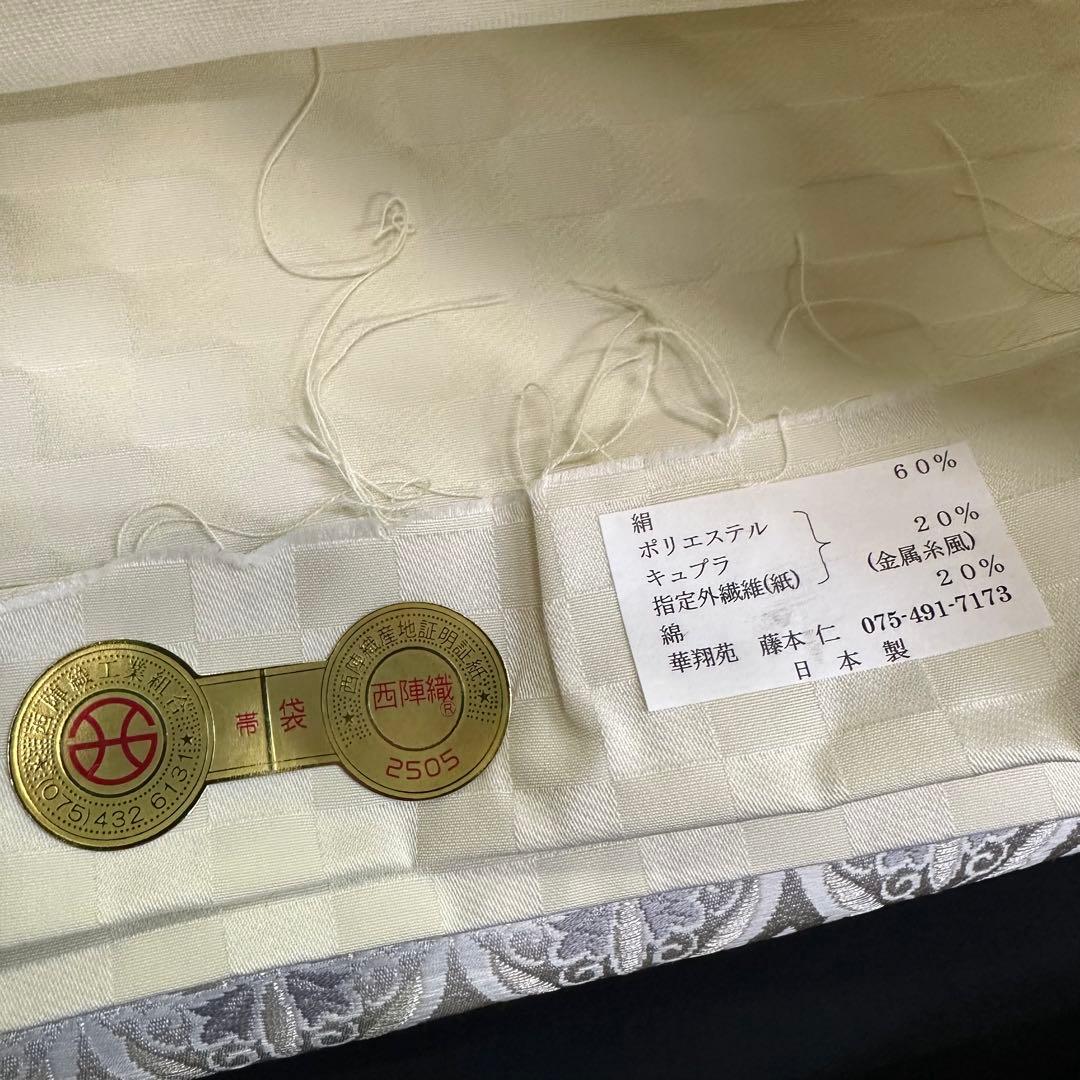 西陣織工業組合
(075)432 6131
帯 袋
西陣織産地証明証紙
西陣織®
2505
絹 60%
ポリエステル
キュプラ 20%
指定外繊維(紙) (金属糸風)
綿 20%
華翔苑 藤本 仁 075-491-7173
日本製